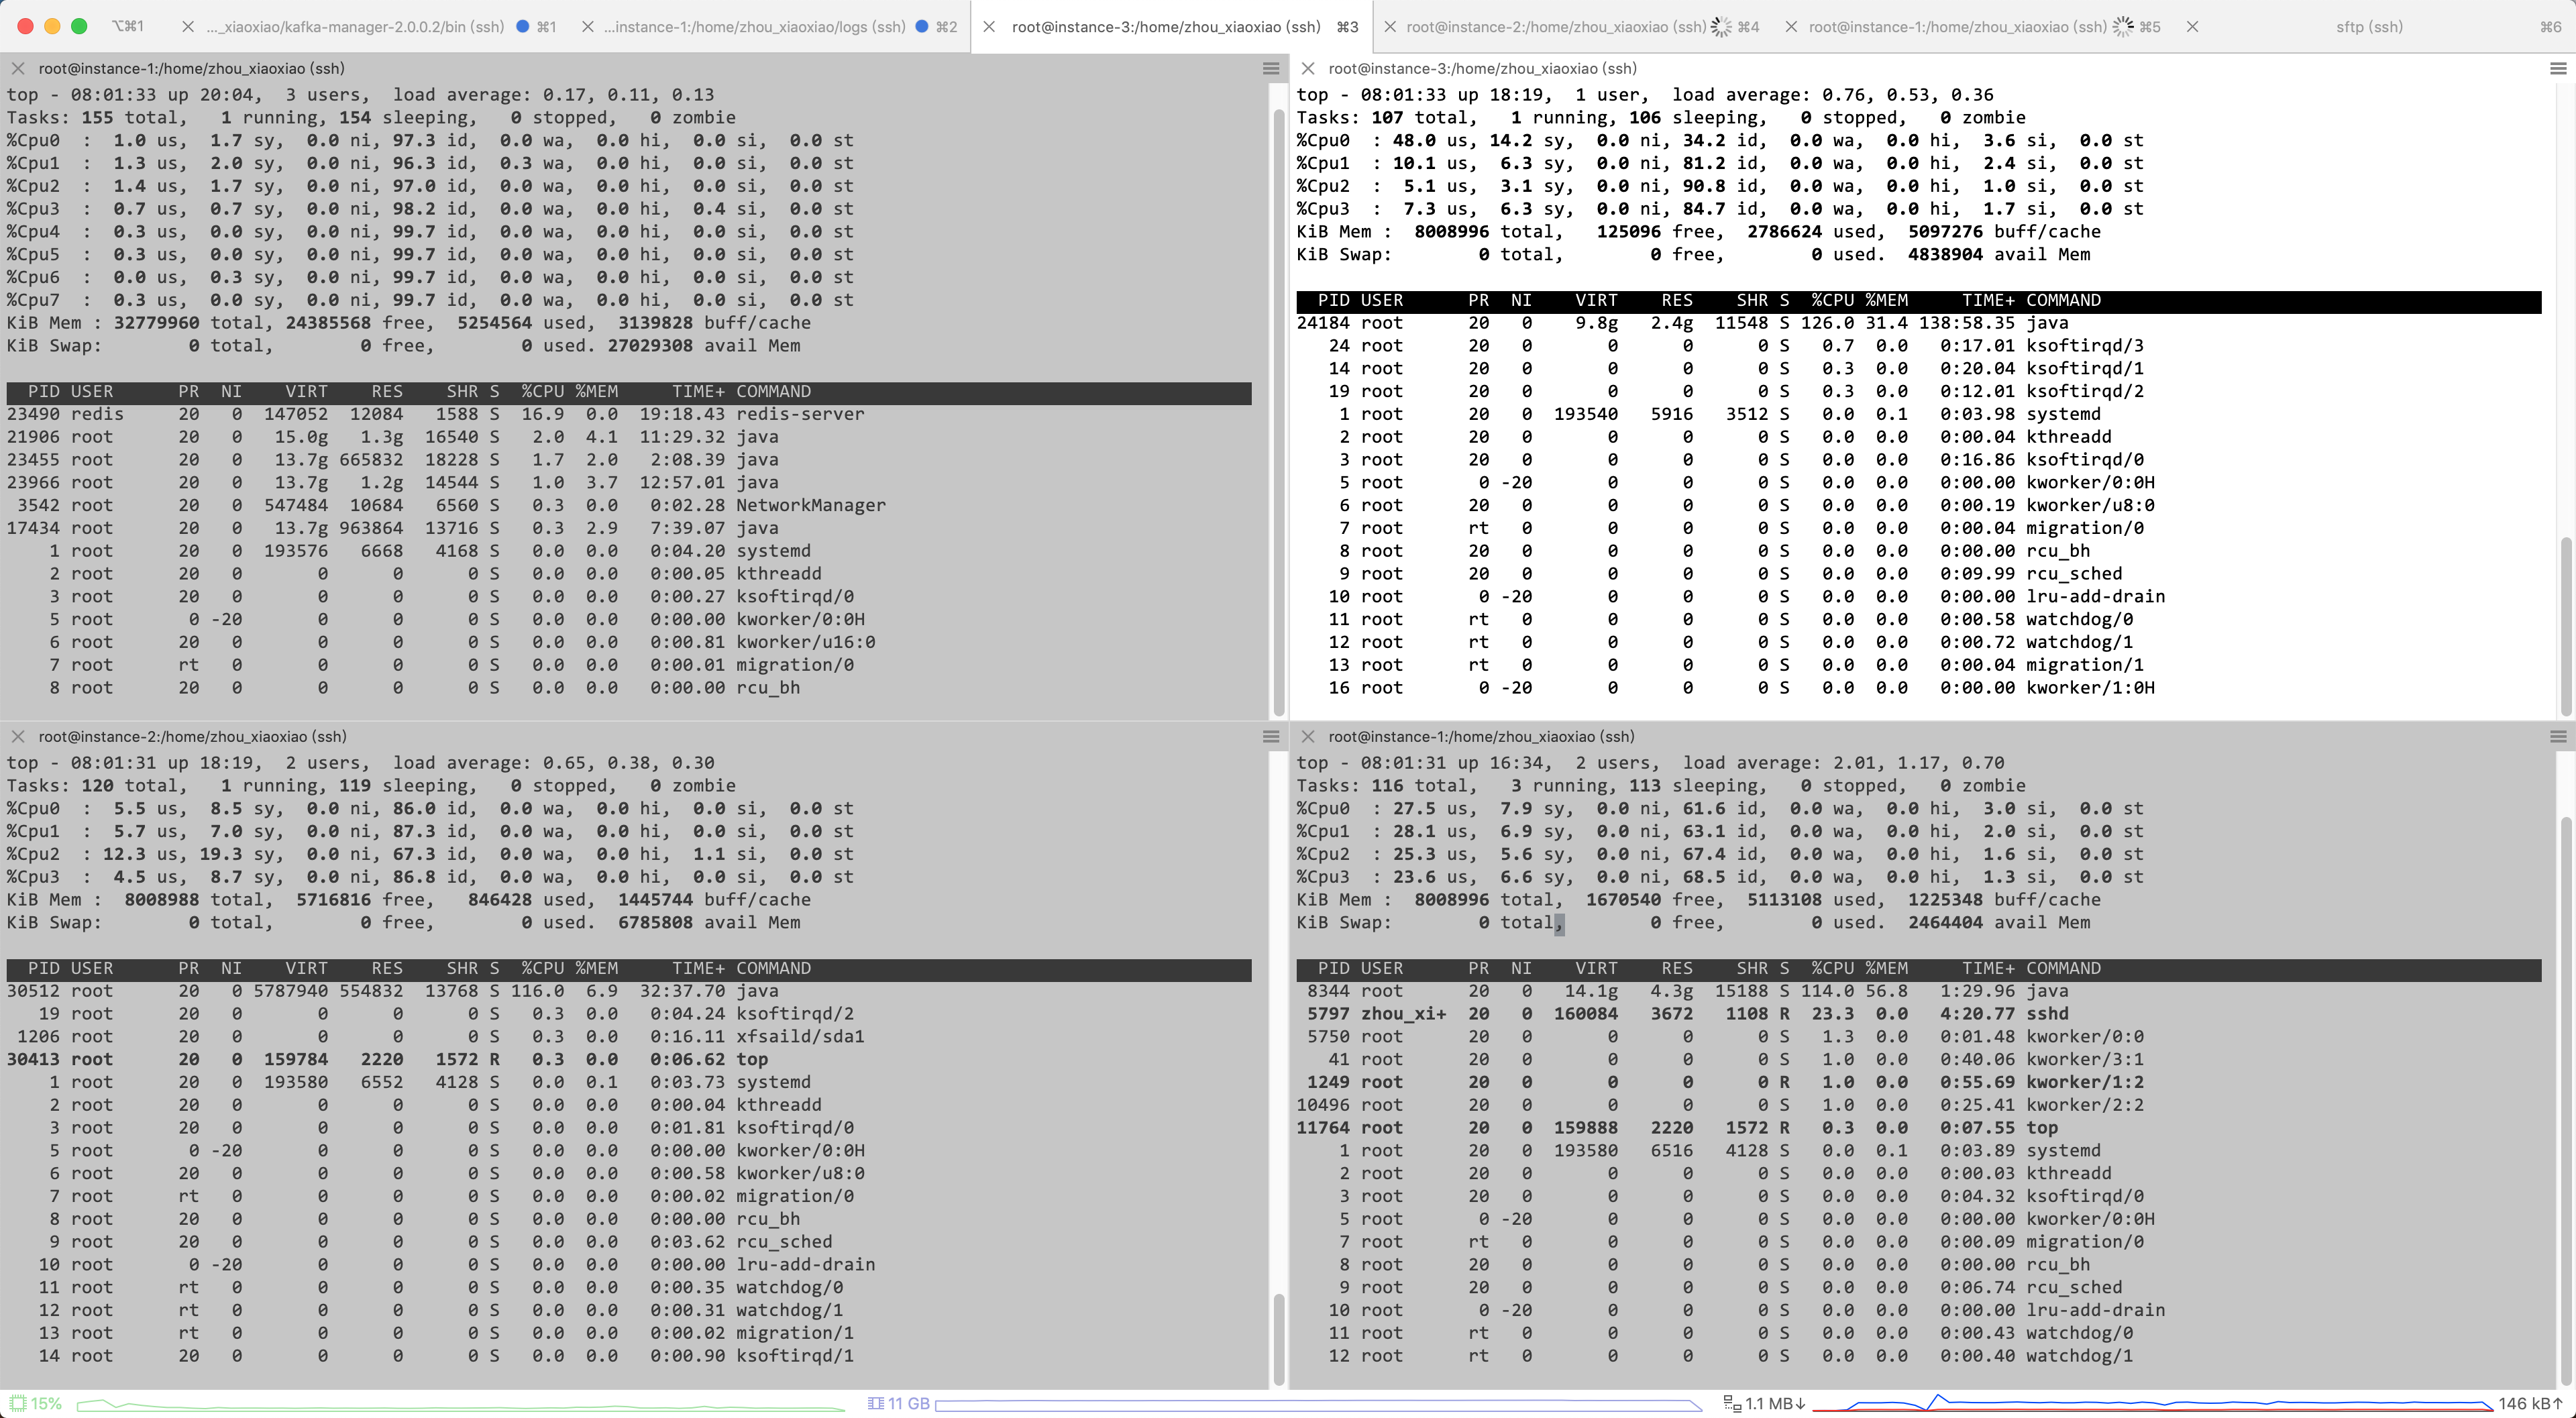 ⌥⌘1 ..._xiaoxiao/kafka-manager-2.0.0.2/bin (ssh) ⌘1 ...instance-1:/home/zhou_xiaoxiao/logs (ssh) ⌘2 root@instance-3:/home/zhou_xiaoxiao (ssh) ⌘3 root@instance-2:/home/zhou_xiaoxiao (ssh) ⌘4 root@instance-1:/home/zhou_xiaoxiao (ssh) ⌘5 sftp (ssh) ⌘6
root@instance-1:/home/zhou_xiaoxiao (ssh)
top - 08:01:33 up 20:04, 3 users, load average: 0.17, 0.11, 0.13
Tasks: 155 total, 1 running, 154 sleeping, 0 stopped, 0 zombie
%Cpu0 : 1.0 us, 1.7 sy, 0.0 ni, 97.3 id, 0.0 wa, 0.0 hi, 0.0 si, 0.0 st
%Cpu1 : 1.3 us, 2.0 sy, 0.0 ni, 96.3 id, 0.3 wa, 0.0 hi, 0.0 si, 0.0 st
%Cpu2 : 1.4 us, 1.7 sy, 0.0 ni, 97.0 id, 0.0 wa, 0.0 hi, 0.0 si, 0.0 st
%Cpu3 : 0.7 us, 0.7 sy, 0.0 ni, 98.2 id, 0.0 wa, 0.0 hi, 0.4 si, 0.0 st
%Cpu4 : 0.3 us, 0.0 sy, 0.0 ni, 99.7 id, 0.0 wa, 0.0 hi, 0.0 si, 0.0 st
%Cpu5 : 0.3 us, 0.0 sy, 0.0 ni, 99.7 id, 0.0 wa, 0.0 hi, 0.0 si, 0.0 st
%Cpu6 : 0.0 us, 0.3 sy, 0.0 ni, 99.7 id, 0.0 wa, 0.0 hi, 0.0 si, 0.0 st
%Cpu7 : 0.3 us, 0.0 sy, 0.0 ni, 99.7 id, 0.0 wa, 0.0 hi, 0.0 si, 0.0 st
KiB Mem : 32779960 total, 24385568 free, 5254564 used, 3139828 buff/cache
KiB Swap: 0 total, 0 free, 0 used. 27029308 avail Mem
PID USER PR NI VIRT RES SHR S %CPU %MEM TIME+ COMMAND
23490 redis 20 0 147052 12084 1588 S 16.9 0.0 19:18.43 redis-server
21906 root 20 0 15.0g 1.3g 16540 S 2.0 4.1 11:29.32 java
23455 root 20 0 13.7g 665832 18228 S 1.7 2.0 2:08.39 java
23966 root 20 0 13.7g 1.2g 14544 S 1.0 3.7 12:57.01 java
3542 root 20 0 547484 10684 6560 S 0.3 0.0 0:02.28 NetworkManager
17434 root 20 0 13.7g 963864 13716 S 0.3 2.9 7:39.07 java
1 root 20 0 193576 6668 4168 S 0.0 0.0 0:04.20 systemd
2 root 20 0 0 0 0 S 0.0 0.0 0:00.05 kthreadd
3 root 20 0 0 0 0 S 0.0 0.0 0:00.27 ksoftirqd/0
5 root 0 -20 0 0 0 S 0.0 0.0 0:00.00 kworker/0:0H
6 root 20 0 0 0 0 S 0.0 0.0 0:00.81 kworker/u16:0
7 root rt 0 0 0 0 S 0.0 0.0 0:00.01 migration/0
8 root 20 0 0 0 0 S 0.0 0.0 0:00.00 rcu_bh
root@instance-3:/home/zhou_xiaoxiao (ssh)
top - 08:01:33 up 18:19, 1 user, load average: 0.76, 0.53, 0.36
Tasks: 107 total, 1 running, 106 sleeping, 0 stopped, 0 zombie
%Cpu0 : 48.0 us, 14.2 sy, 0.0 ni, 34.2 id, 0.0 wa, 0.0 hi, 3.6 si, 0.0 st
%Cpu1 : 10.1 us, 6.3 sy, 0.0 ni, 81.2 id, 0.0 wa, 0.0 hi, 2.4 si, 0.0 st
%Cpu2 : 5.1 us, 3.1 sy, 0.0 ni, 90.8 id, 0.0 wa, 0.0 hi, 1.0 si, 0.0 st
%Cpu3 : 7.3 us, 6.3 sy, 0.0 ni, 84.7 id, 0.0 wa, 0.0 hi, 1.7 si, 0.0 st
KiB Mem : 8008996 total, 125096 free, 2786624 used, 5097276 buff/cache
KiB Swap: 0 total, 0 free, 0 used. 4838904 avail Mem
PID USER PR NI VIRT RES SHR S %CPU %MEM TIME+ COMMAND
24184 root 20 0 9.8g 2.4g 11548 S 126.0 31.4 138:58.35 java
24 root 20 0 0 0 0 S 0.7 0.0 0:17.01 ksoftirqd/3
14 root 20 0 0 0 0 S 0.3 0.0 0:20.04 ksoftirqd/1
19 root 20 0 0 0 0 S 0.3 0.0 0:12.01 ksoftirqd/2
1 root 20 0 193540 5916 3512 S 0.0 0.1 0:03.98 systemd
2 root 20 0 0 0 0 S 0.0 0.0 0:00.04 kthreadd
3 root 20 0 0 0 0 S 0.0 0.0 0:16.86 ksoftirqd/0
5 root 0 -20 0 0 0 S 0.0 0.0 0:00.00 kworker/0:0H
6 root 20 0 0 0 0 S 0.0 0.0 0:00.19 kworker/u8:0
7 root rt 0 0 0 0 S 0.0 0.0 0:00.04 migration/0
8 root 20 0 0 0 0 S 0.0 0.0 0:00.00 rcu_bh
9 root 20 0 0 0 0 S 0.0 0.0 0:09.99 rcu_sched
10 root 0 -20 0 0 0 S 0.0 0.0 0:00.00 lru-add-drain
11 root rt 0 0 0 0 S 0.0 0.0 0:00.58 watchdog/0
12 root rt 0 0 0 0 S 0.0 0.0 0:00.72 watchdog/1
13 root rt 0 0 0 0 S 0.0 0.0 0:00.04 migration/1
16 root 0 -20 0 0 0 S 0.0 0.0 0:00.00 kworker/1:0H
root@instance-2:/home/zhou_xiaoxiao (ssh)
top - 08:01:31 up 18:19, 2 users, load average: 0.65, 0.38, 0.30
Tasks: 120 total, 1 running, 119 sleeping, 0 stopped, 0 zombie
%Cpu0 : 5.5 us, 8.5 sy, 0.0 ni, 86.0 id, 0.0 wa, 0.0 hi, 0.0 si, 0.0 st
%Cpu1 : 5.7 us, 7.0 sy, 0.0 ni, 87.3 id, 0.0 wa, 0.0 hi, 0.0 si, 0.0 st
%Cpu2 : 12.3 us, 19.3 sy, 0.0 ni, 67.3 id, 0.0 wa, 0.0 hi, 1.1 si, 0.0 st
%Cpu3 : 4.5 us, 8.7 sy, 0.0 ni, 86.8 id, 0.0 wa, 0.0 hi, 0.0 si, 0.0 st
KiB Mem : 8008988 total, 5716816 free, 846428 used, 1445744 buff/cache
KiB Swap: 0 total, 0 free, 0 used. 6785808 avail Mem
PID USER PR NI VIRT RES SHR S %CPU %MEM TIME+ COMMAND
30512 root 20 0 5787940 554832 13768 S 116.0 6.9 32:37.70 java
19 root 20 0 0 0 0 S 0.3 0.0 0:04.24 ksoftirqd/2
1206 root 20 0 0 0 0 S 0.3 0.0 0:16.11 xfsaild/sda1
30413 root 20 0 159784 2220 1572 R 0.3 0.0 0:06.62 top
1 root 20 0 193580 6552 4128 S 0.0 0.1 0:03.73 systemd
2 root 20 0 0 0 0 S 0.0 0.0 0:00.04 kthreadd
3 root 20 0 0 0 0 S 0.0 0.0 0:01.81 ksoftirqd/0
5 root 0 -20 0 0 0 S 0.0 0.0 0:00.00 kworker/0:0H
6 root 20 0 0 0 0 S 0.0 0.0 0:00.58 kworker/u8:0
7 root rt 0 0 0 0 S 0.0 0.0 0:00.02 migration/0
8 root 20 0 0 0 0 S 0.0 0.0 0:00.00 rcu_bh
9 root 20 0 0 0 0 S 0.0 0.0 0:03.62 rcu_sched
10 root 0 -20 0 0 0 S 0.0 0.0 0:00.00 lru-add-drain
11 root rt 0 0 0 0 S 0.0 0.0 0:00.35 watchdog/0
12 root rt 0 0 0 0 S 0.0 0.0 0:00.31 watchdog/1
13 root rt 0 0 0 0 S 0.0 0.0 0:00.02 migration/1
14 root 20 0 0 0 0 S 0.0 0.0 0:00.90 ksoftirqd/1
root@instance-1:/home/zhou_xiaoxiao (ssh)
top - 08:01:31 up 16:34, 2 users, load average: 2.01, 1.17, 0.70
Tasks: 116 total, 3 running, 113 sleeping, 0 stopped, 0 zombie
%Cpu0 : 27.5 us, 7.9 sy, 0.0 ni, 61.6 id, 0.0 wa, 0.0 hi, 3.0 si, 0.0 st
%Cpu1 : 28.1 us, 6.9 sy, 0.0 ni, 63.1 id, 0.0 wa, 0.0 hi, 2.0 si, 0.0 st
%Cpu2 : 25.3 us, 5.6 sy, 0.0 ni, 67.4 id, 0.0 wa, 0.0 hi, 1.6 si, 0.0 st
%Cpu3 : 23.6 us, 6.6 sy, 0.0 ni, 68.5 id, 0.0 wa, 0.0 hi, 1.3 si, 0.0 st
KiB Mem : 8008996 total, 1670540 free, 5113108 used, 1225348 buff/cache
KiB Swap: 0 total, 0 free, 0 used. 2464404 avail Mem
PID USER PR NI VIRT RES SHR S %CPU %MEM TIME+ COMMAND
8344 root 20 0 14.1g 4.3g 15188 S 114.0 56.8 1:29.96 java
5797 zhou_xi+ 20 0 160084 3672 1108 R 23.3 0.0 4:20.77 sshd
5750 root 20 0 0 0 0 S 1.3 0.0 0:01.48 kworker/0:0
41 root 20 0 0 0 0 S 1.0 0.0 0:40.06 kworker/3:1
1249 root 20 0 0 0 0 R 1.0 0.0 0:55.69 kworker/1:2
10496 root 20 0 0 0 0 S 1.0 0.0 0:25.41 kworker/2:2
11764 root 20 0 159888 2220 1572 R 0.3 0.0 0:07.55 top
1 root 20 0 193580 6516 4128 S 0.0 0.1 0:03.89 systemd
2 root 20 0 0 0 0 S 0.0 0.0 0:00.03 kthreadd
3 root 20 0 0 0 0 S 0.0 0.0 0:04.32 ksoftirqd/0
5 root 0 -20 0 0 0 S 0.0 0.0 0:00.00 kworker/0:0H
7 root rt 0 0 0 0 S 0.0 0.0 0:00.09 migration/0
8 root 20 0 0 0 0 S 0.0 0.0 0:00.00 rcu_bh
9 root 20 0 0 0 0 S 0.0 0.0 0:06.74 rcu_sched
10 root 0 -20 0 0 0 S 0.0 0.0 0:00.00 lru-add-drain
11 root rt 0 0 0 0 S 0.0 0.0 0:00.43 watchdog/0
12 root rt 0 0 0 0 S 0.0 0.0 0:00.40 watchdog/1
15% 11 GB 1.1 MB↓ 146 kB↑